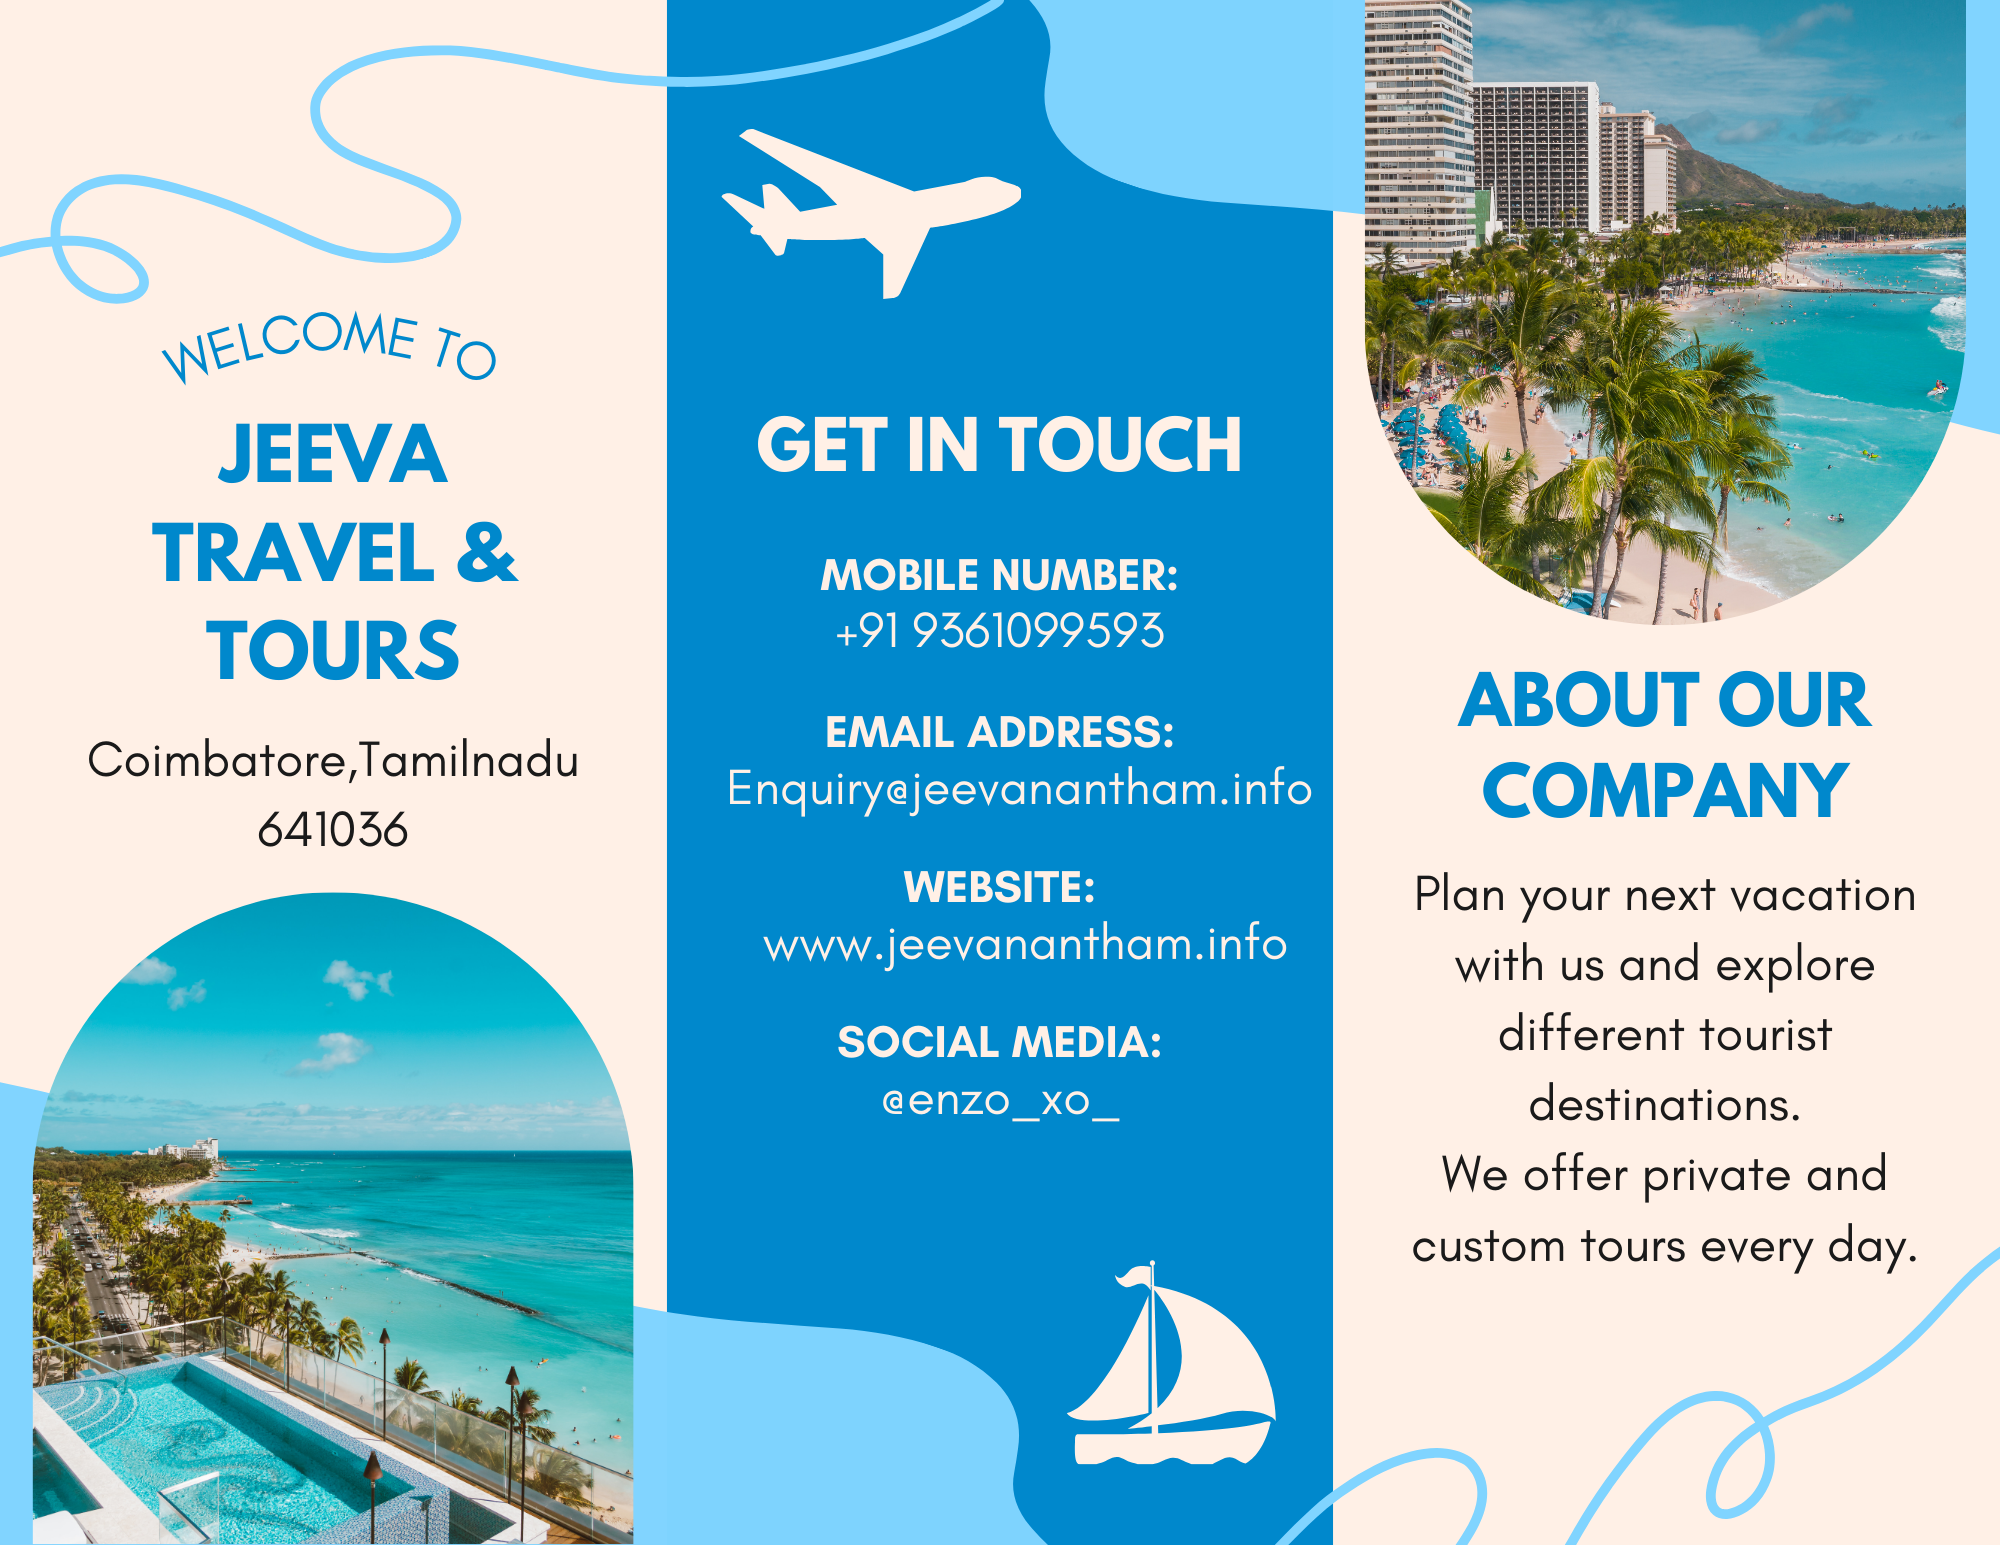 WELCOME TO
JEEVA
TRAVEL &
TOURS
Coimbatore,Tamilnadu
641036
GET IN TOUCH
MOBILE NUMBER:
+91 9361099593
EMAIL ADDRESS:
Enquiry@jeevanantham.info
WEBSITE:
www.jeevanantham.info
SOCIAL MEDIA:
@enzo_xo_
ABOUT OUR
COMPANY
Plan your next vacation
with us and explore
different tourist
destinations.
We offer private and
custom tours every day.